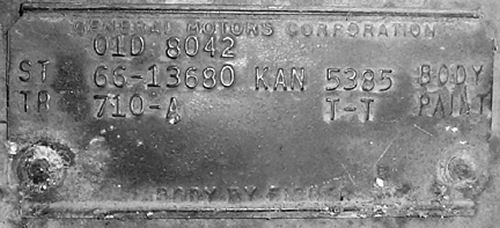 GENERAL MOTORS CORPORATION
01D 8042
ST 66-13680 KAN 5385 BODY
TR 710-A T-T PAINT
BODY BY FISHER